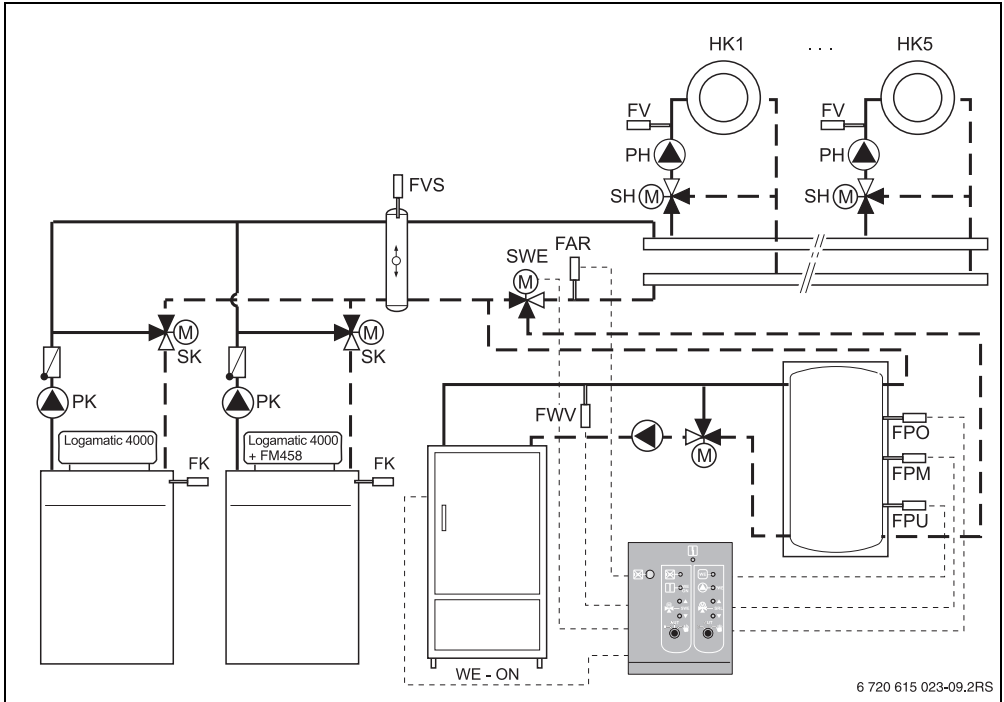 HK1
. . .
HK5
FV
FV
PH
PH
SH
M
SH
M
FVS
FAR
SWE
M
M
SK
M
SK
PK
PK
FWV
M
Logamatic 4000
Logamatic 4000
+ FM458
FK
FK
FPO
FPM
FPU
WE - ON
6 720 615 023-09.2RS